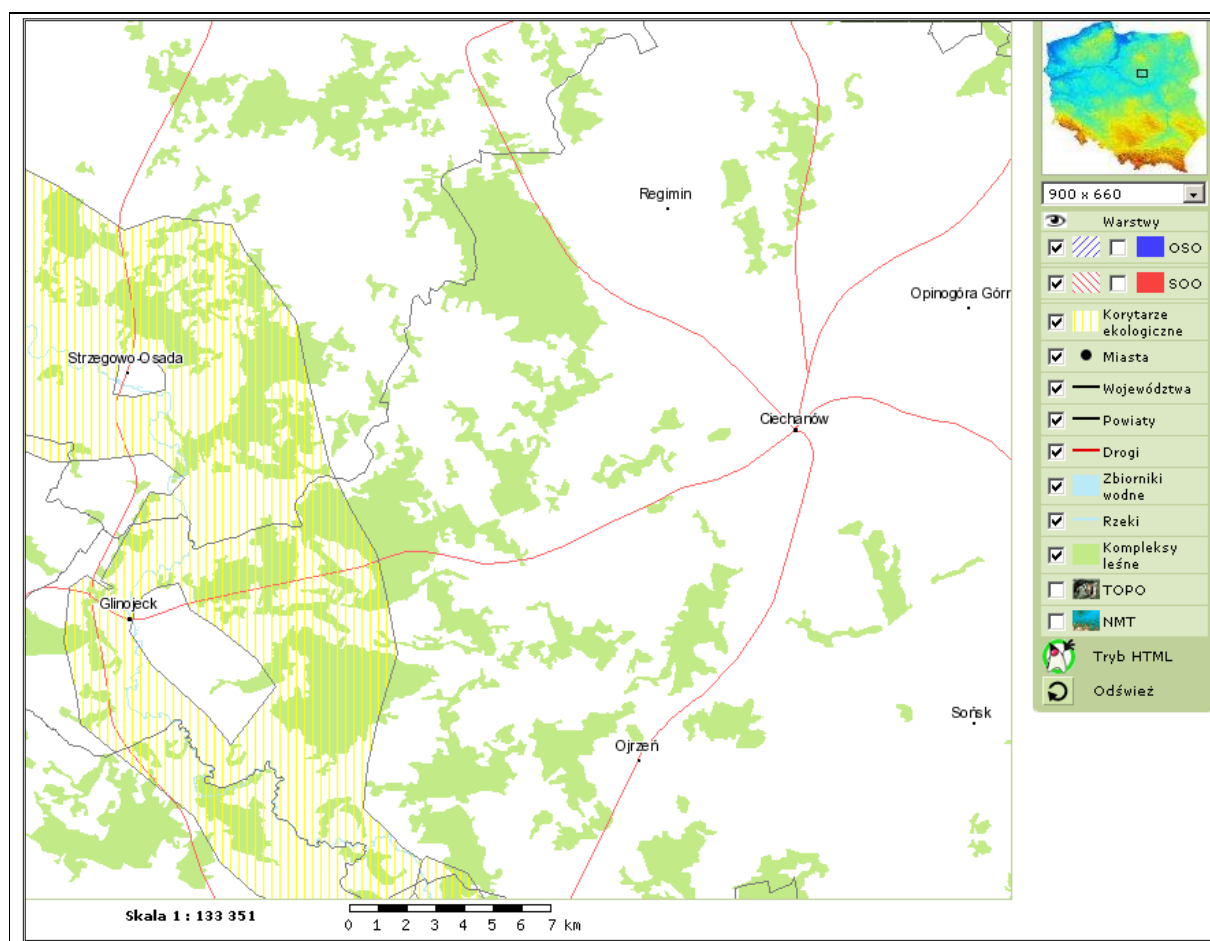 Regimin
Opinogóra Górr
Strzegowo-Osada
Ciechanów
Glinojeck
Sońsk
Ojrzeń
Skala 1 : 133 351
0 1 2 3 4 5 6 7 km
900 x 660
Warstwy
OSO
SOO
Korytarze
ekologiczne
Miasta
Województwa
Powiaty
Drogi
Zbiorniki
wodne
Rzeki
Kompleksy
leśne
TOPO
NMT
Tryb HTML
Odśwież